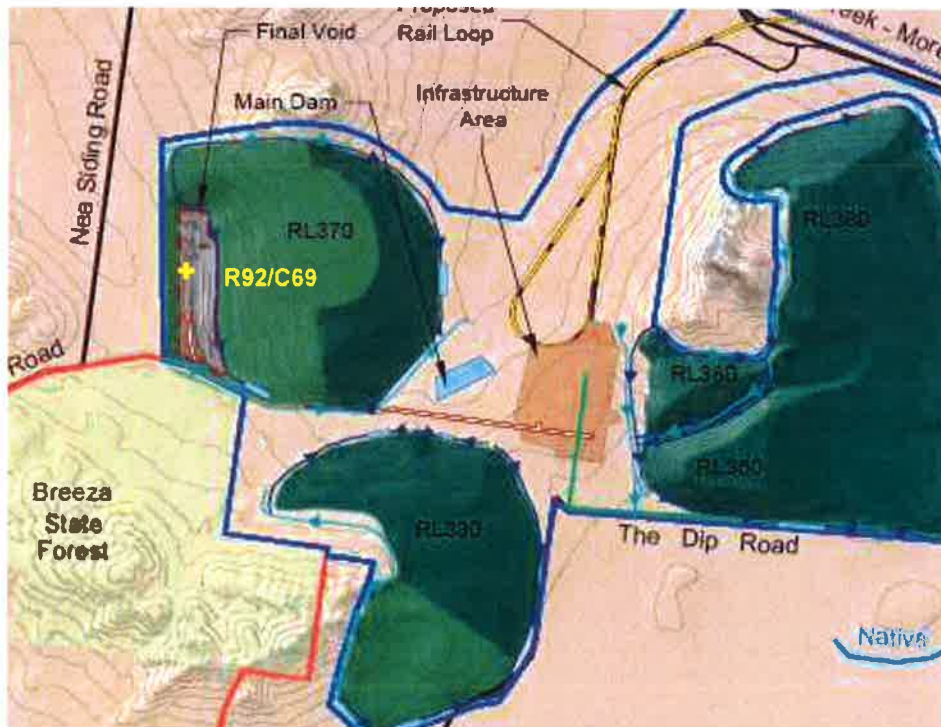 Proposed
Rail Loop
Final Void
Main Dam
Infrastructure
Area
Nea Siding Road
RL370
RL380
R92/C69
Road
RL360
RL360
Breeza
State
Forest
RL330
The Dip Road
Native